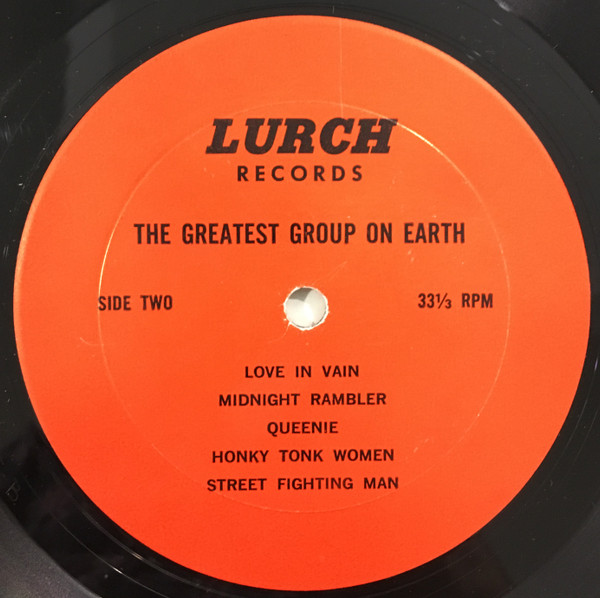 LURCH
RECORDS
THE GREATEST GROUP ON EARTH
SIDE TWO
33⅓ RPM
LOVE IN VAIN
MIDNIGHT RAMBLER
QUEENIE
HONKY TONK WOMEN
STREET FIGHTING MAN